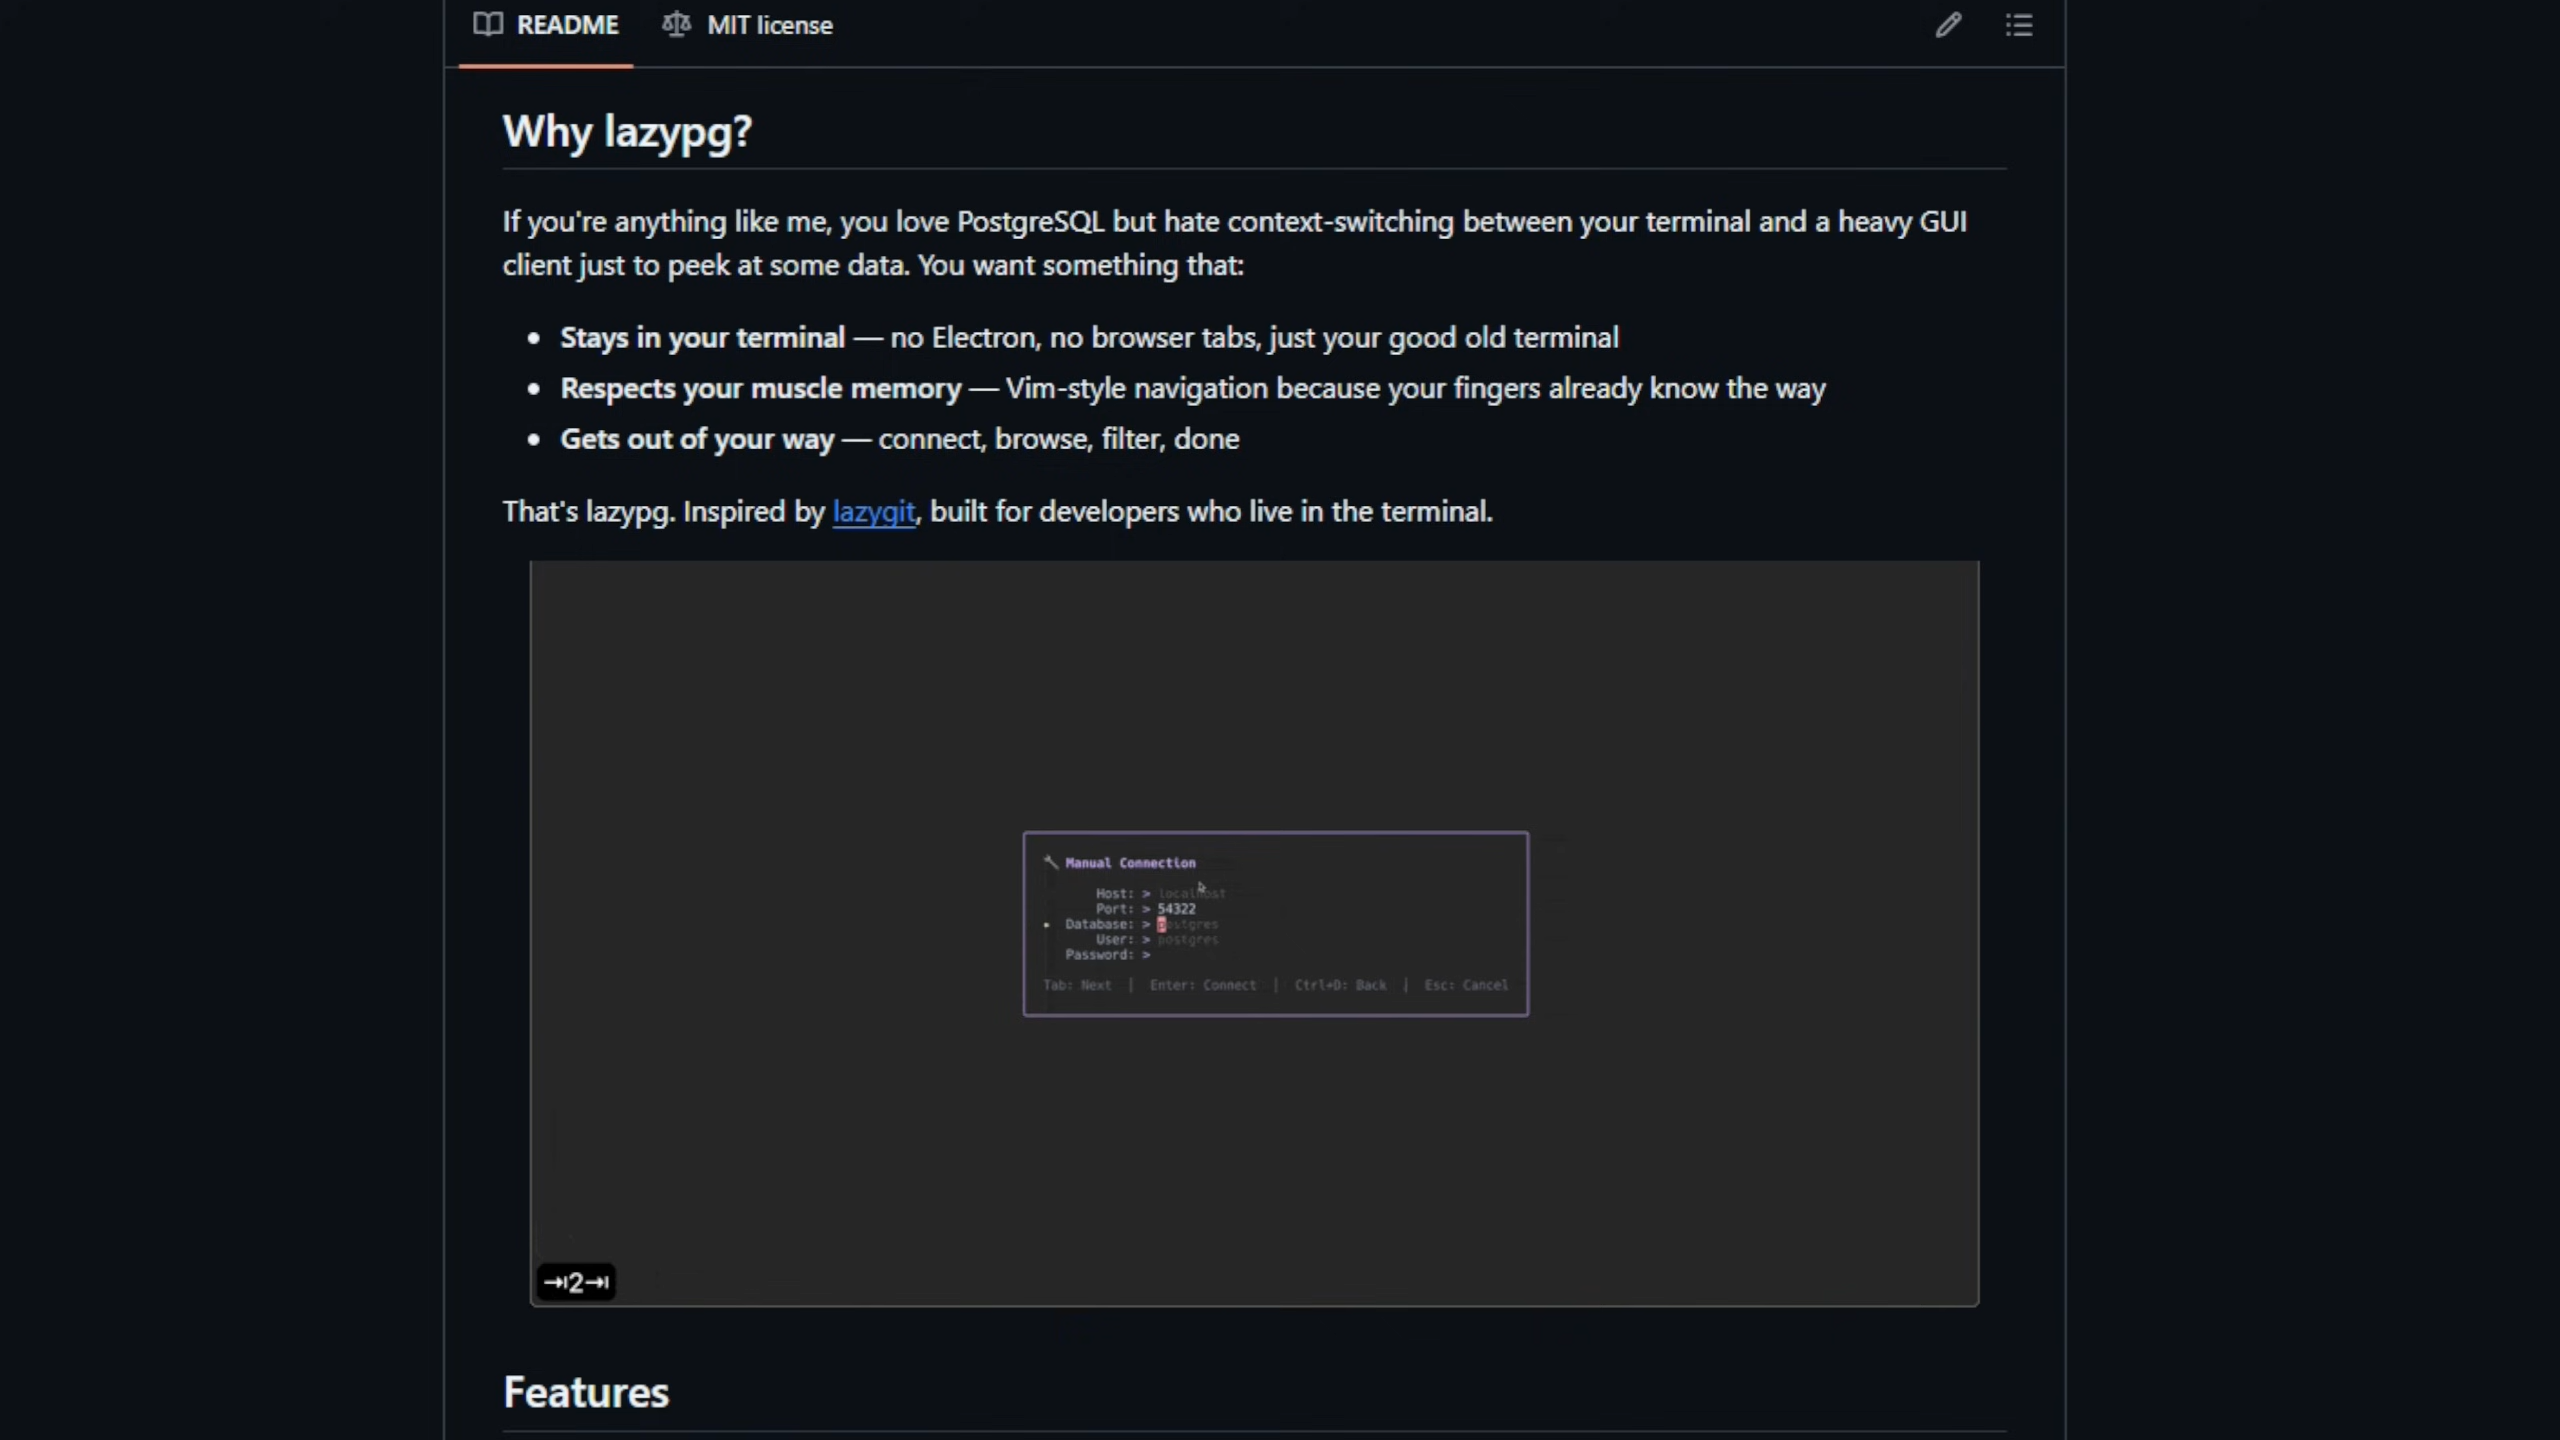 README MIT license
Why lazypg?
If you're anything like me, you love PostgreSQL but hate context-switching between your terminal and a heavy GUI
client just to peek at some data. You want something that:
• Stays in your terminal — no Electron, no browser tabs, just your good old terminal
• Respects your muscle memory — Vim-style navigation because your fingers already know the way
• Gets out of your way — connect, browse, filter, done
That's lazypg. Inspired by lazygit, built for developers who live in the terminal.
Manual Connection
Host: > localhost
Port: > 54322
• Database: > postgres
User: > postgres
Password: >
Tab: Next | Enter: Connect | Ctrl+D: Back | Esc: Cancel
⇥2⇥
Features